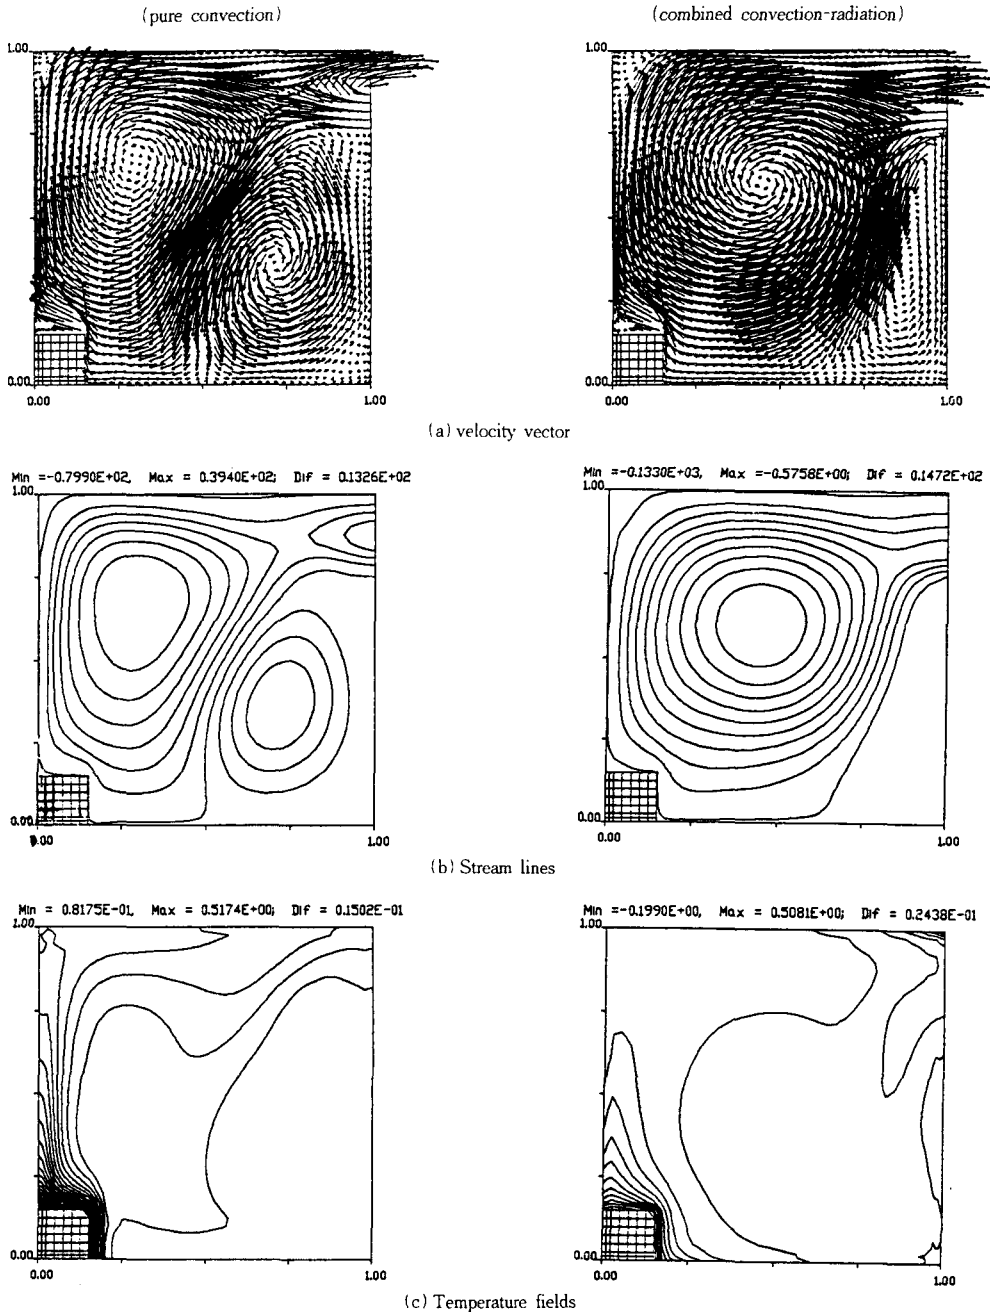 (pure convection)
(combined convection-radiation)
1.00
1.00
0.00
0.00
0.00
1.00
0.00
1.00
(a) velocity vector
Min =-0.7990E+02, Max = 0.3940E+02; Dif = 0.1326E+02
Min =-0.1330E+03, Max =-0.5758E+00; Dif = 0.1472E+02
1.00
1.00
0.00
0.00
0.00
1.00
0.00
1.00
(b) Stream lines
Min = 0.8175E-01, Max = 0.5174E+00; Dif = 0.1502E-01
Min =-0.1990E+00, Max = 0.5081E+00; Dif = 0.2438E-01
1.00
1.00
0.00
0.00
0.00
1.00
0.00
1.00
(c) Temperature fields